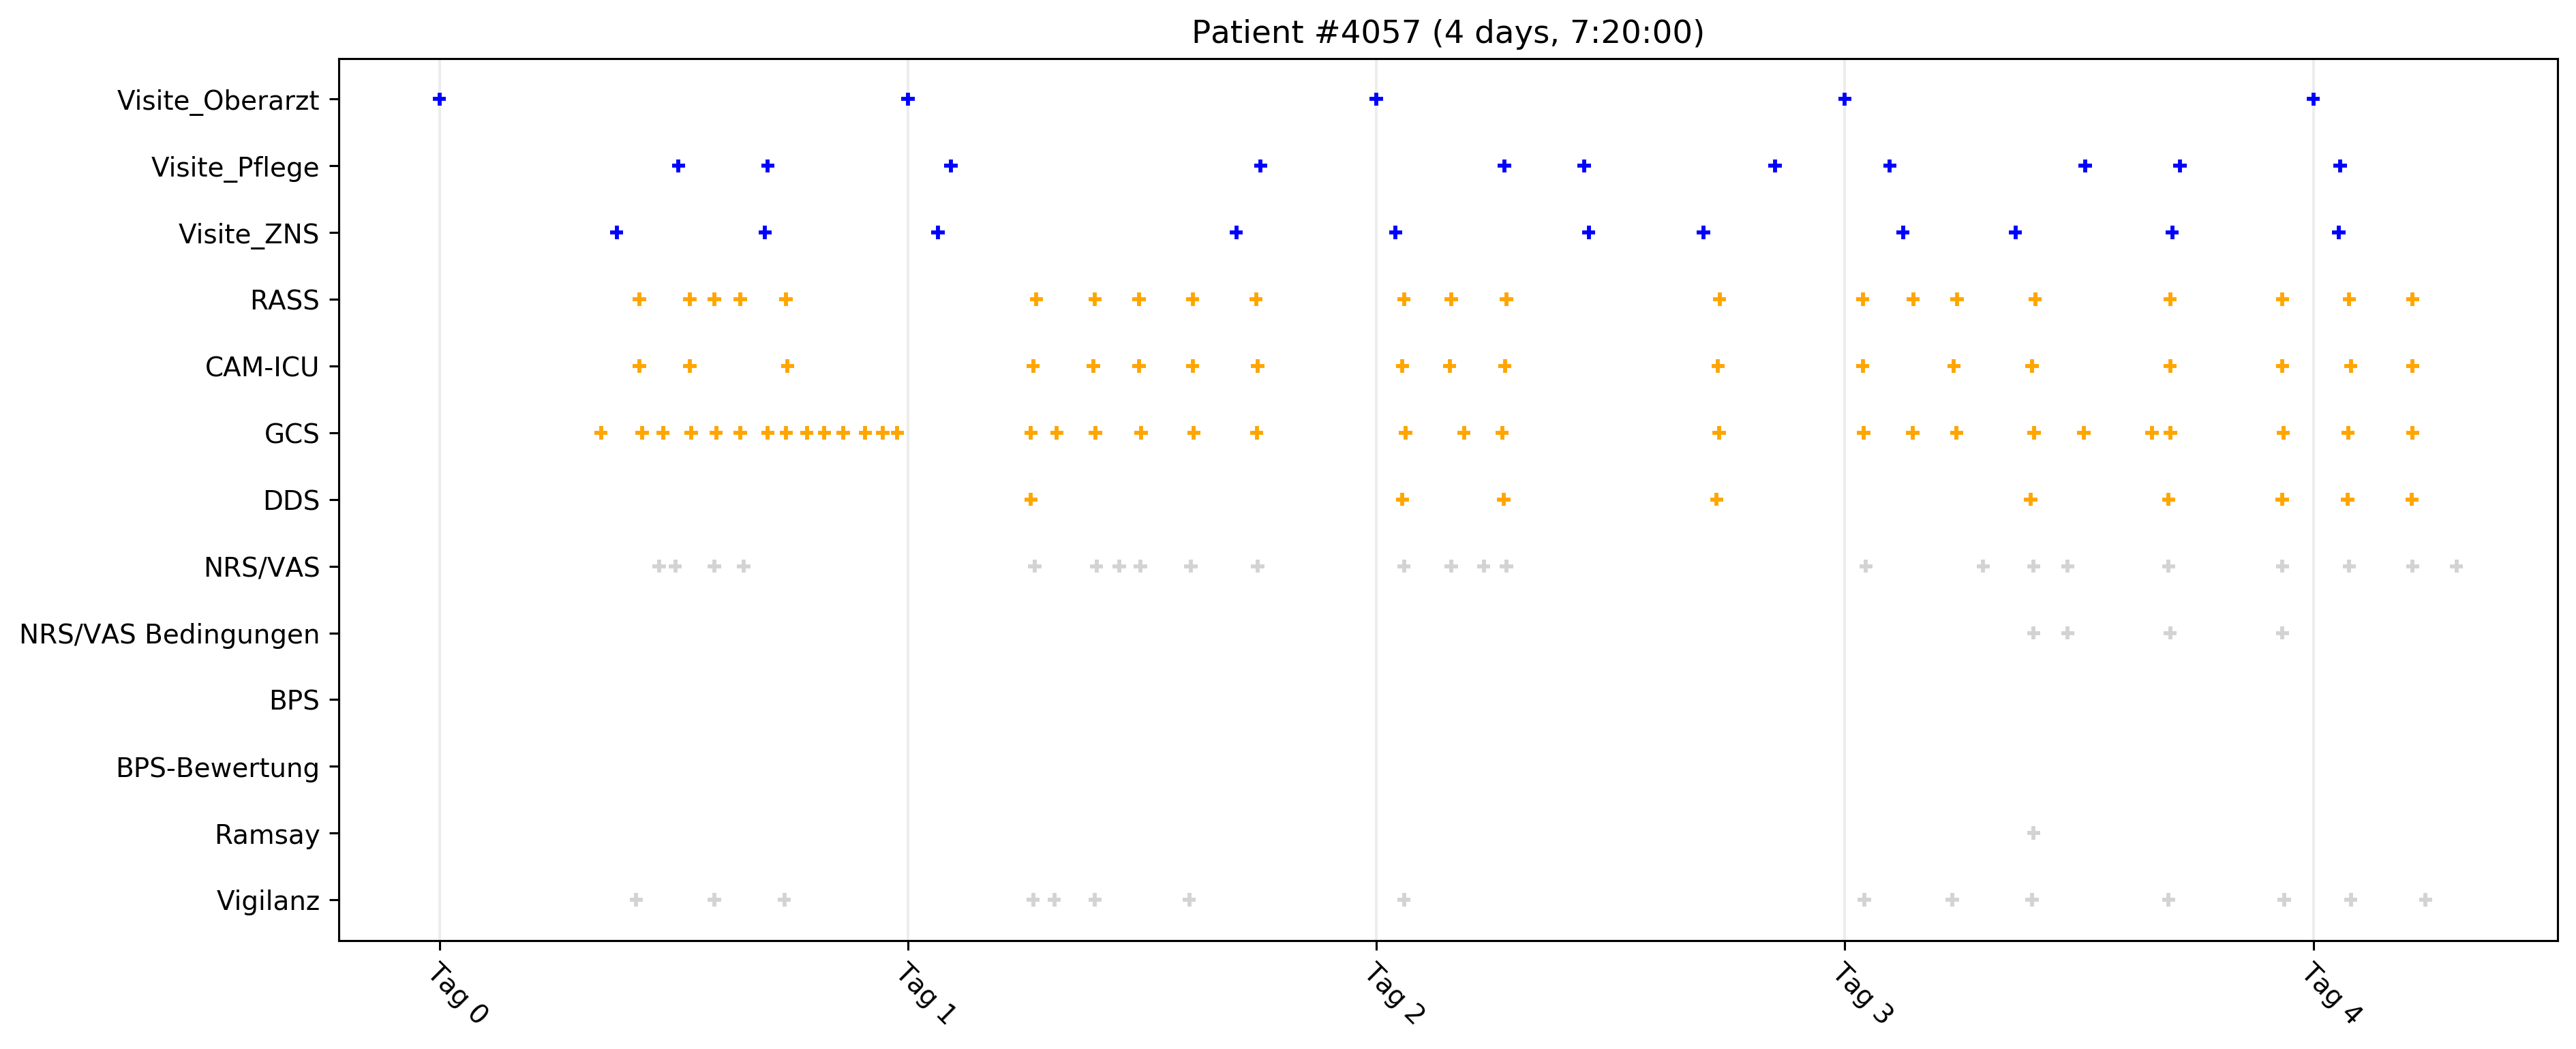 Patient #4057 (4 days, 7:20:00)
Visite_Oberarzt
Visite_Pflege
Visite_ZNS
RASS
CAM-ICU
GCS
DDS
NRS/VAS
NRS/VAS Bedingungen
BPS
BPS-Bewertung
Ramsay
Vigilanz
Tag 0
Tag 1
Tag 2
Tag 3
Tag 4